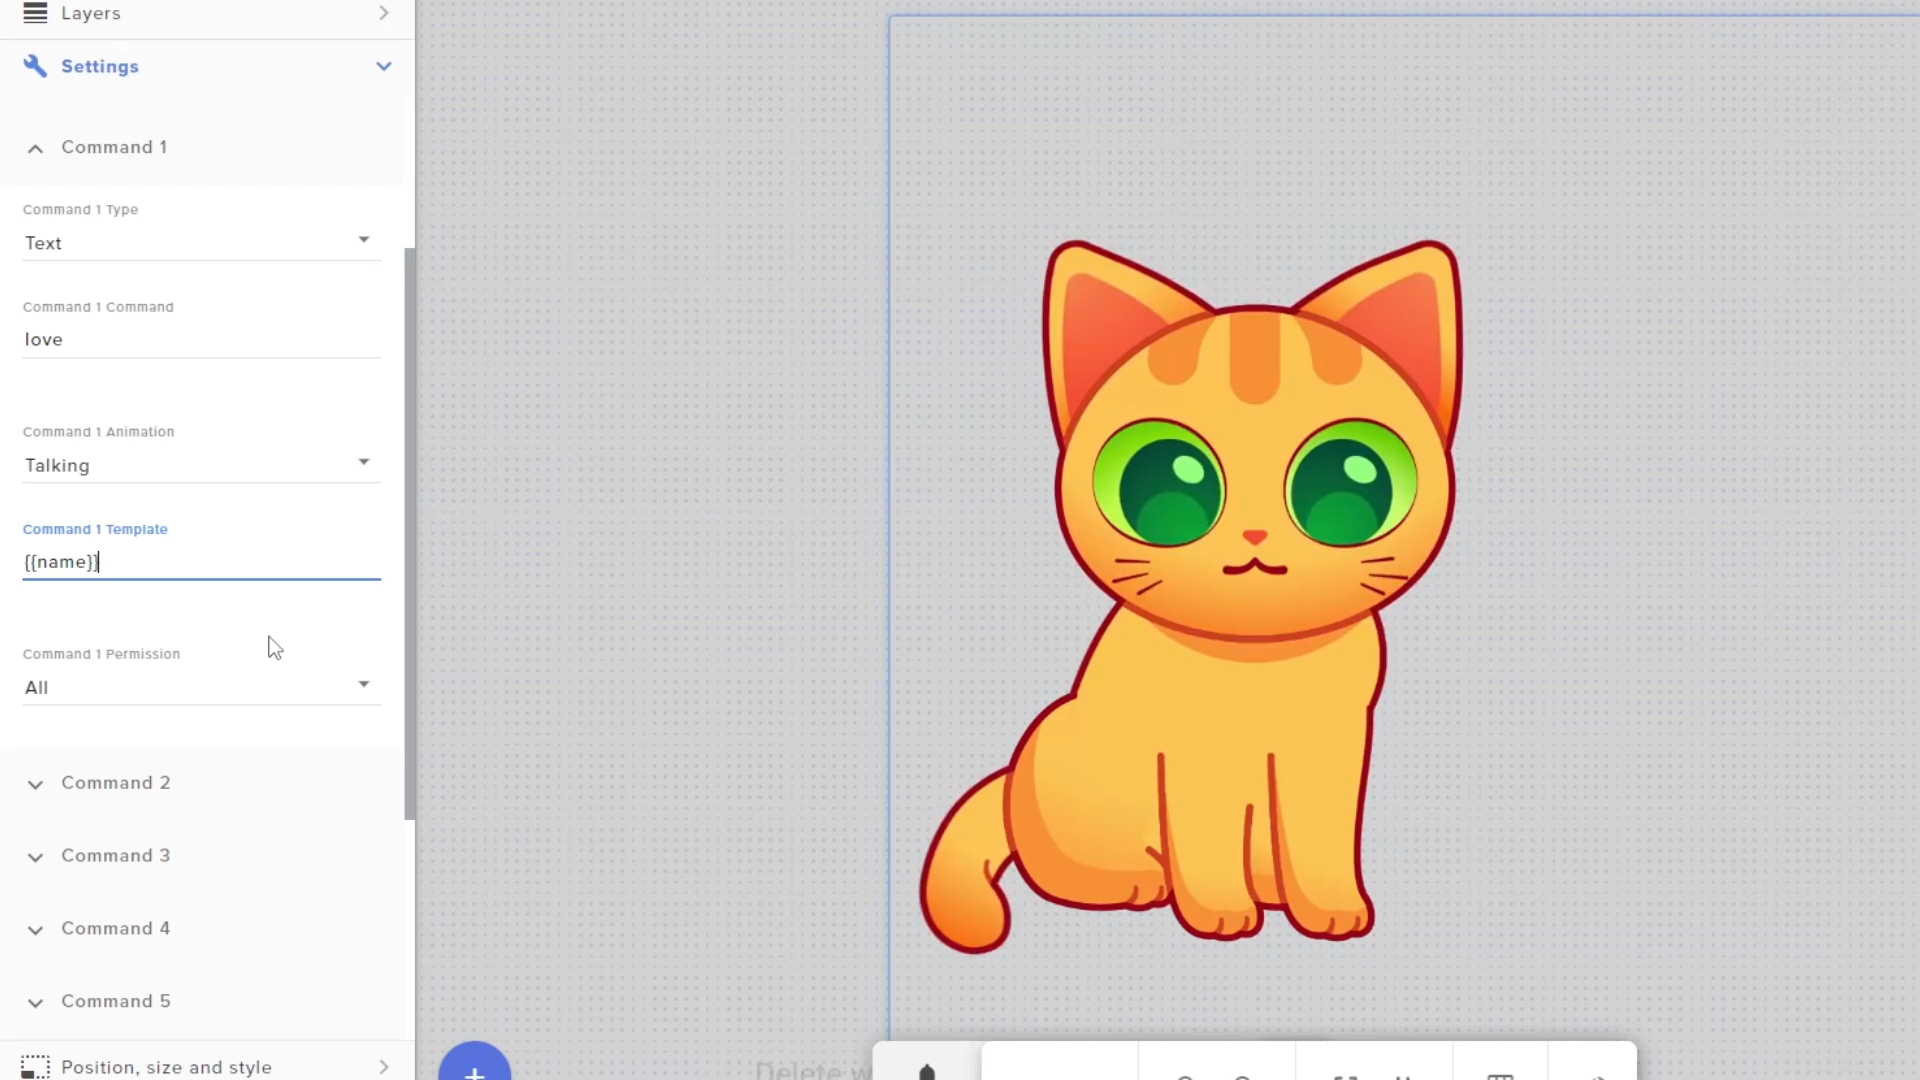 Layers
Settings
Command 1
Command 1 Type
Text
Command 1 Command
love
Command 1 Animation
Talking
Command 1 Template
{{name}}
Command 1 Permission
All
Command 2
Command 3
Command 4
Command 5
Position, size and style
Delete